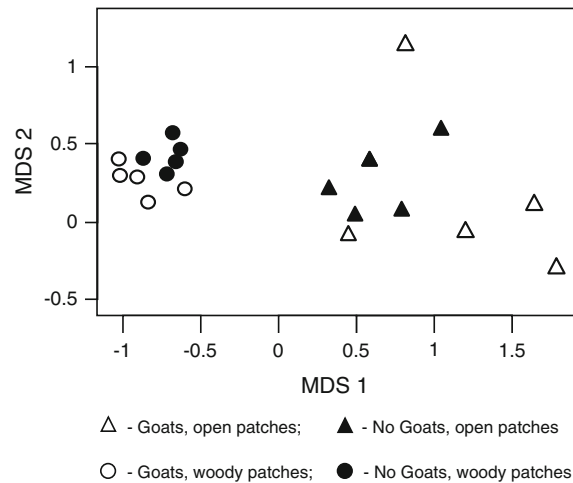 1
0.5
0
-0.5
MDS 2
-1 -0.5 0 0.5 1 1.5
MDS 1
- Goats, open patches; - No Goats, open patches
- Goats, woody patches; - No Goats, woody patches